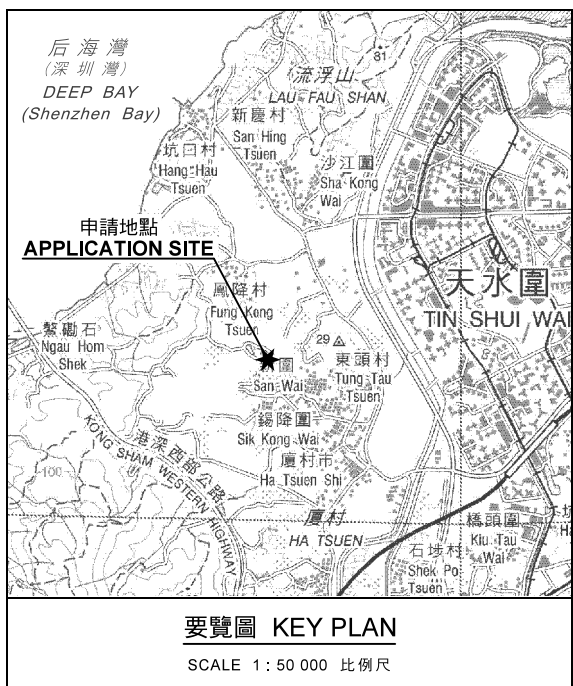 后海灣
(深圳灣)
DEEP BAY
(Shenzhen Bay)
流浮山
LAU FAU SHAN
81
新慶村
San Hing
Tsuen
坑口村
Hang Hau
Tsuen
沙江圍
Sha Kong
Wai
申請地點
APPLICATION SITE
天水圍
TIN SHUI WAI
鳳降村
Fung Kong
Tsuen
鰲磡石
Ngau Hom
Shek
29
東頭村
Tung Tau
Tsuen
圍
San Wai
錫降圍
Sik Kong Wai
港深西部公路
KONG SHAM WESTERN HIGHWAY
厦村市
Ha Tsuen Shi
100
厦村
HA TSUEN
橋頭圍
Kiu Tau
Wai
石埗村
Shek Po
Tsuen
坑
Ha
要覽圖 KEY PLAN
SCALE 1 : 50 000 比例尺